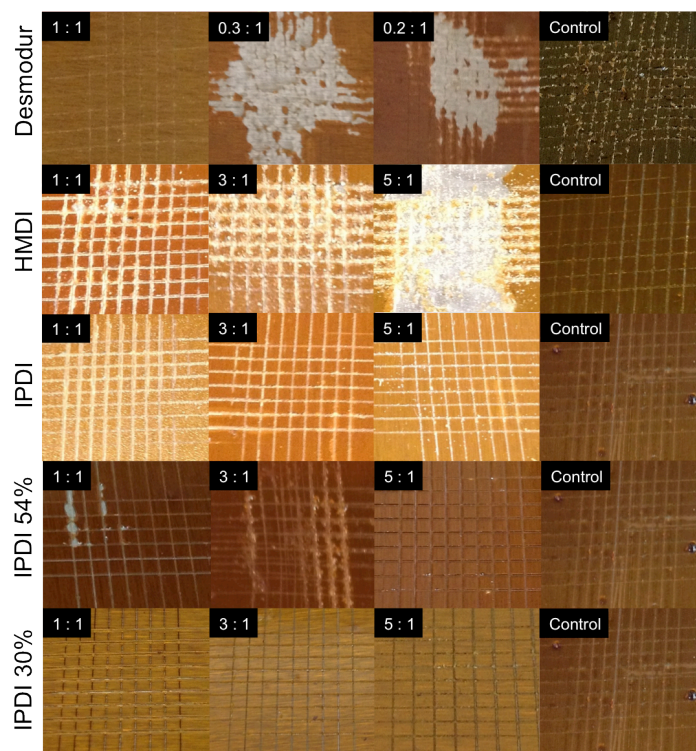 Desmodur
1 : 1
0.3 : 1
0.2 : 1
Control
HMDI
1 : 1
3 : 1
5 : 1
Control
IPDI
1 : 1
3 : 1
5 : 1
Control
IPDI 54%
1 : 1
3 : 1
5 : 1
Control
IPDI 30%
1 : 1
3 : 1
5 : 1
Control